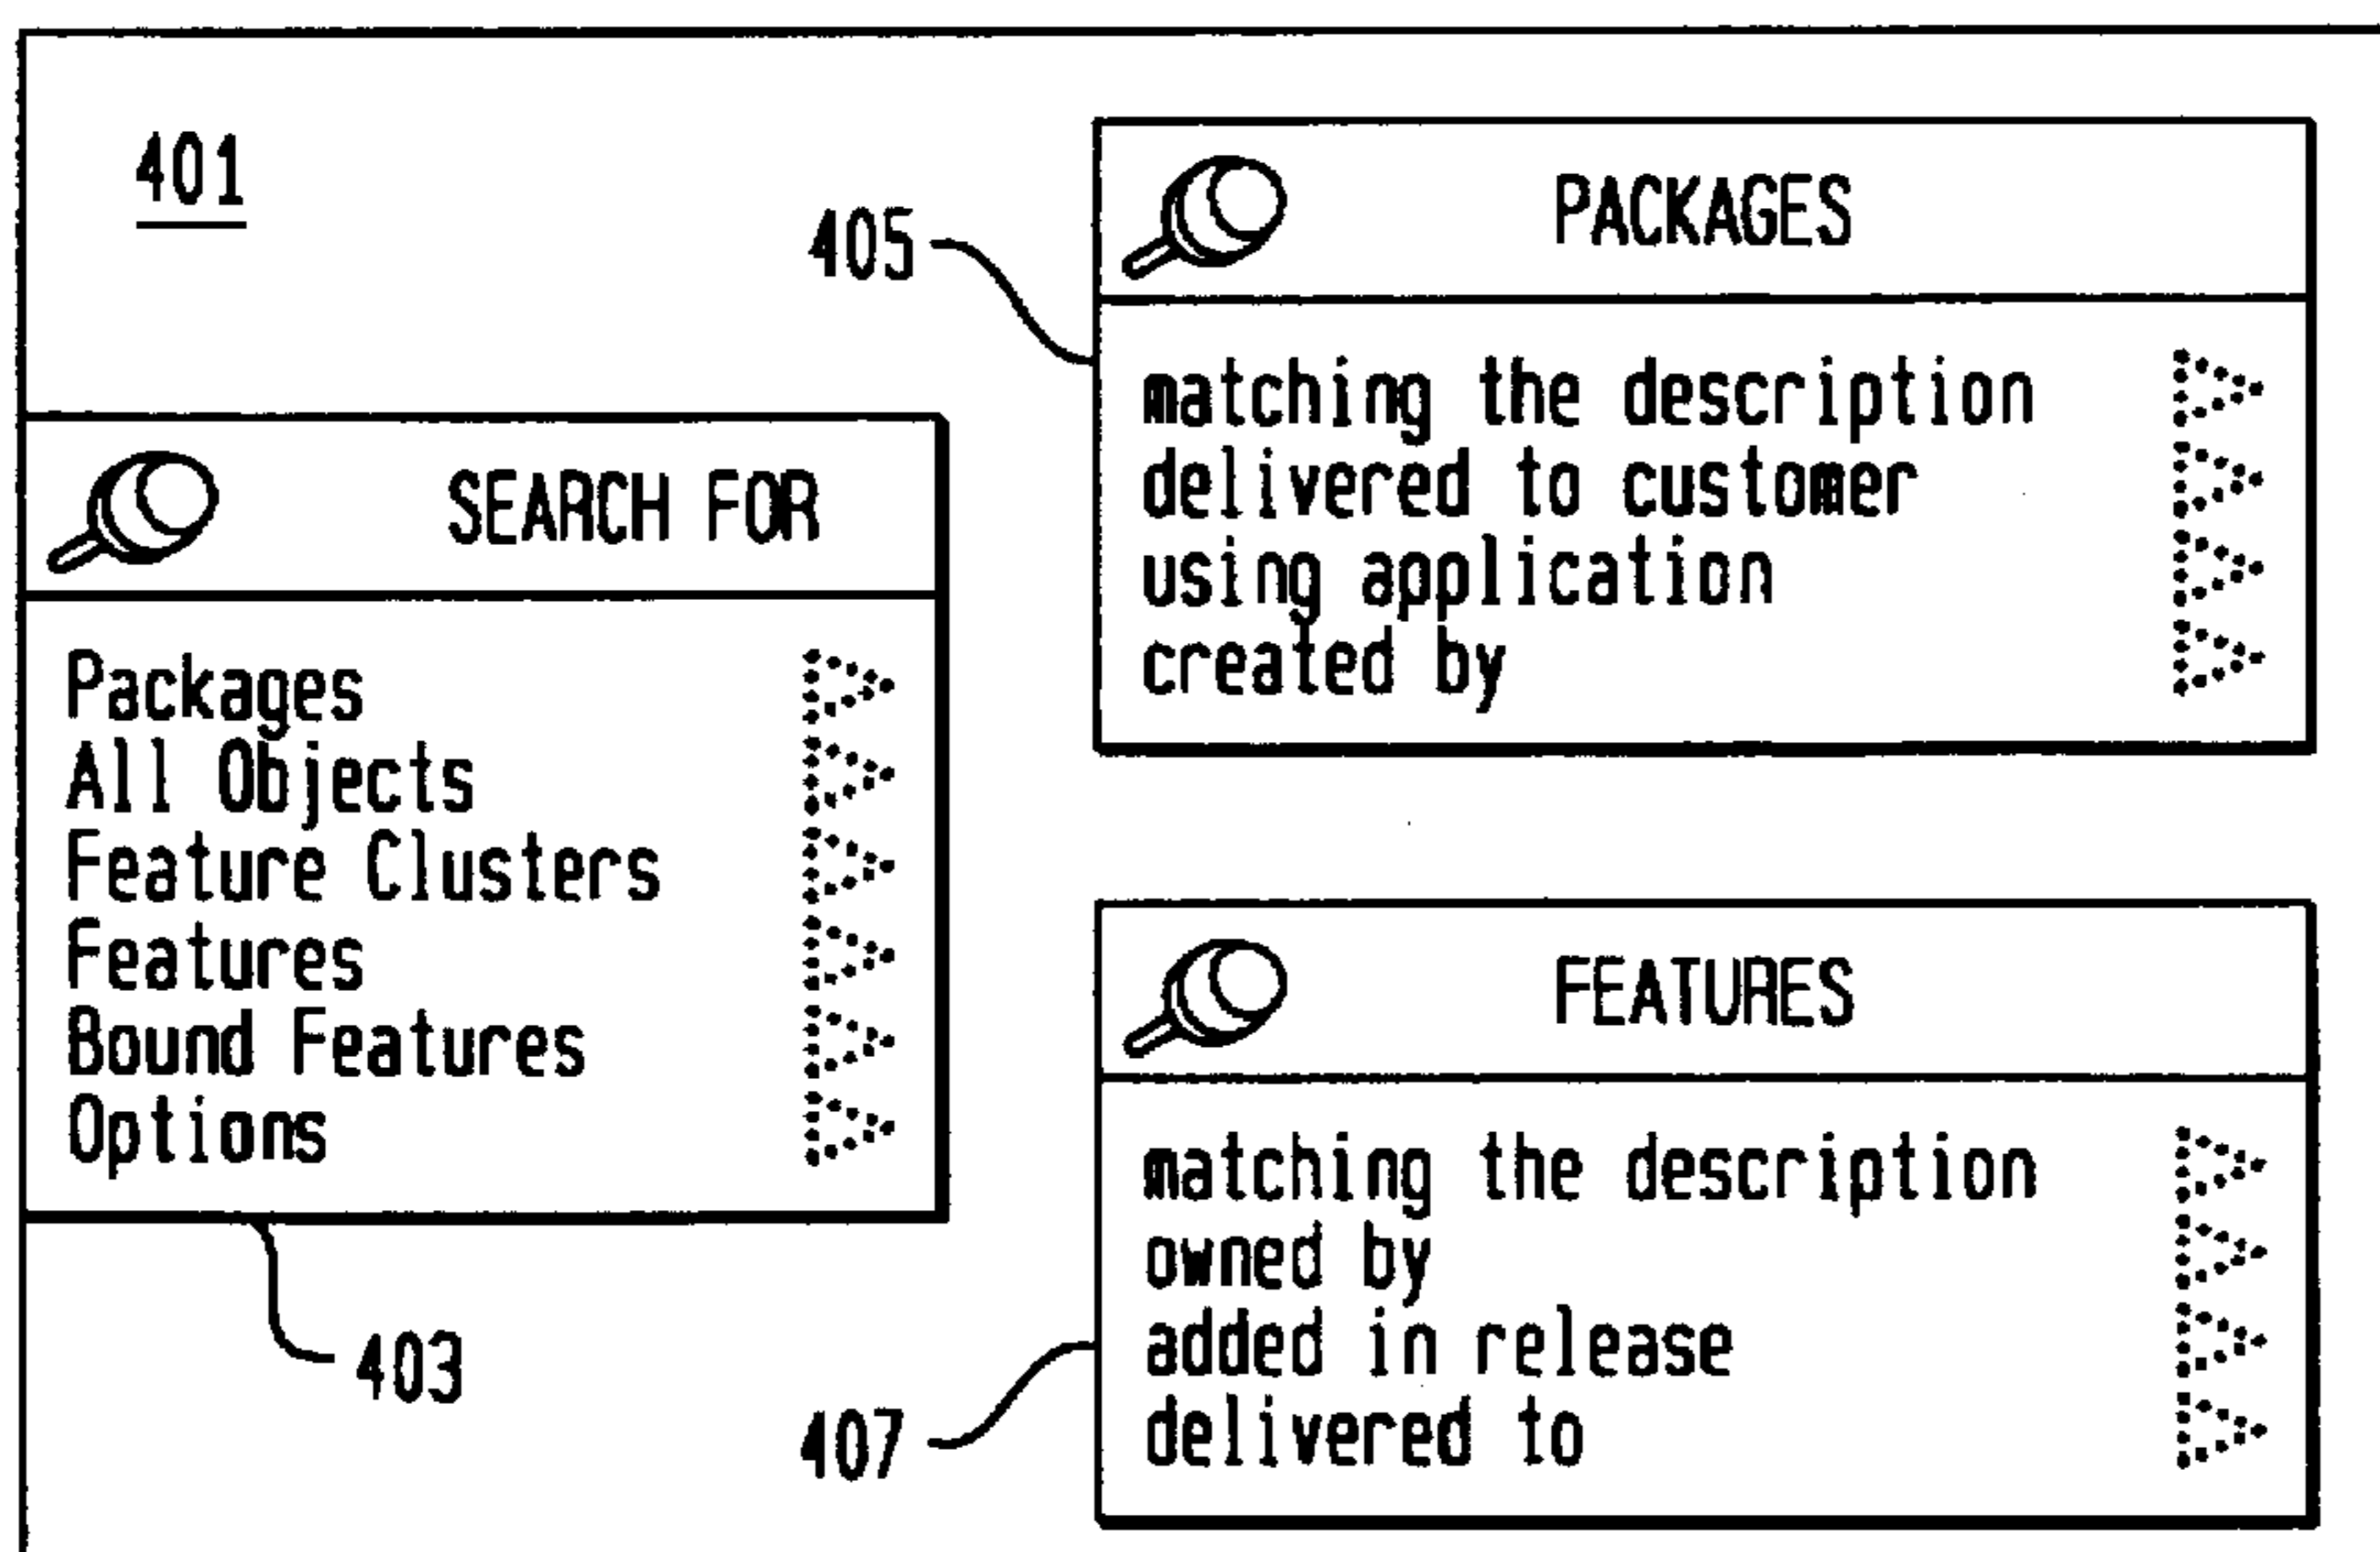 401
405
PACKAGES
matching the description
delivered to customer
using application
created by
SEARCH FOR
Packages
All Objects
Feature Clusters
Features
Bound Features
Options
403
FEATURES
matching the description
owned by
added in release
delivered to
407